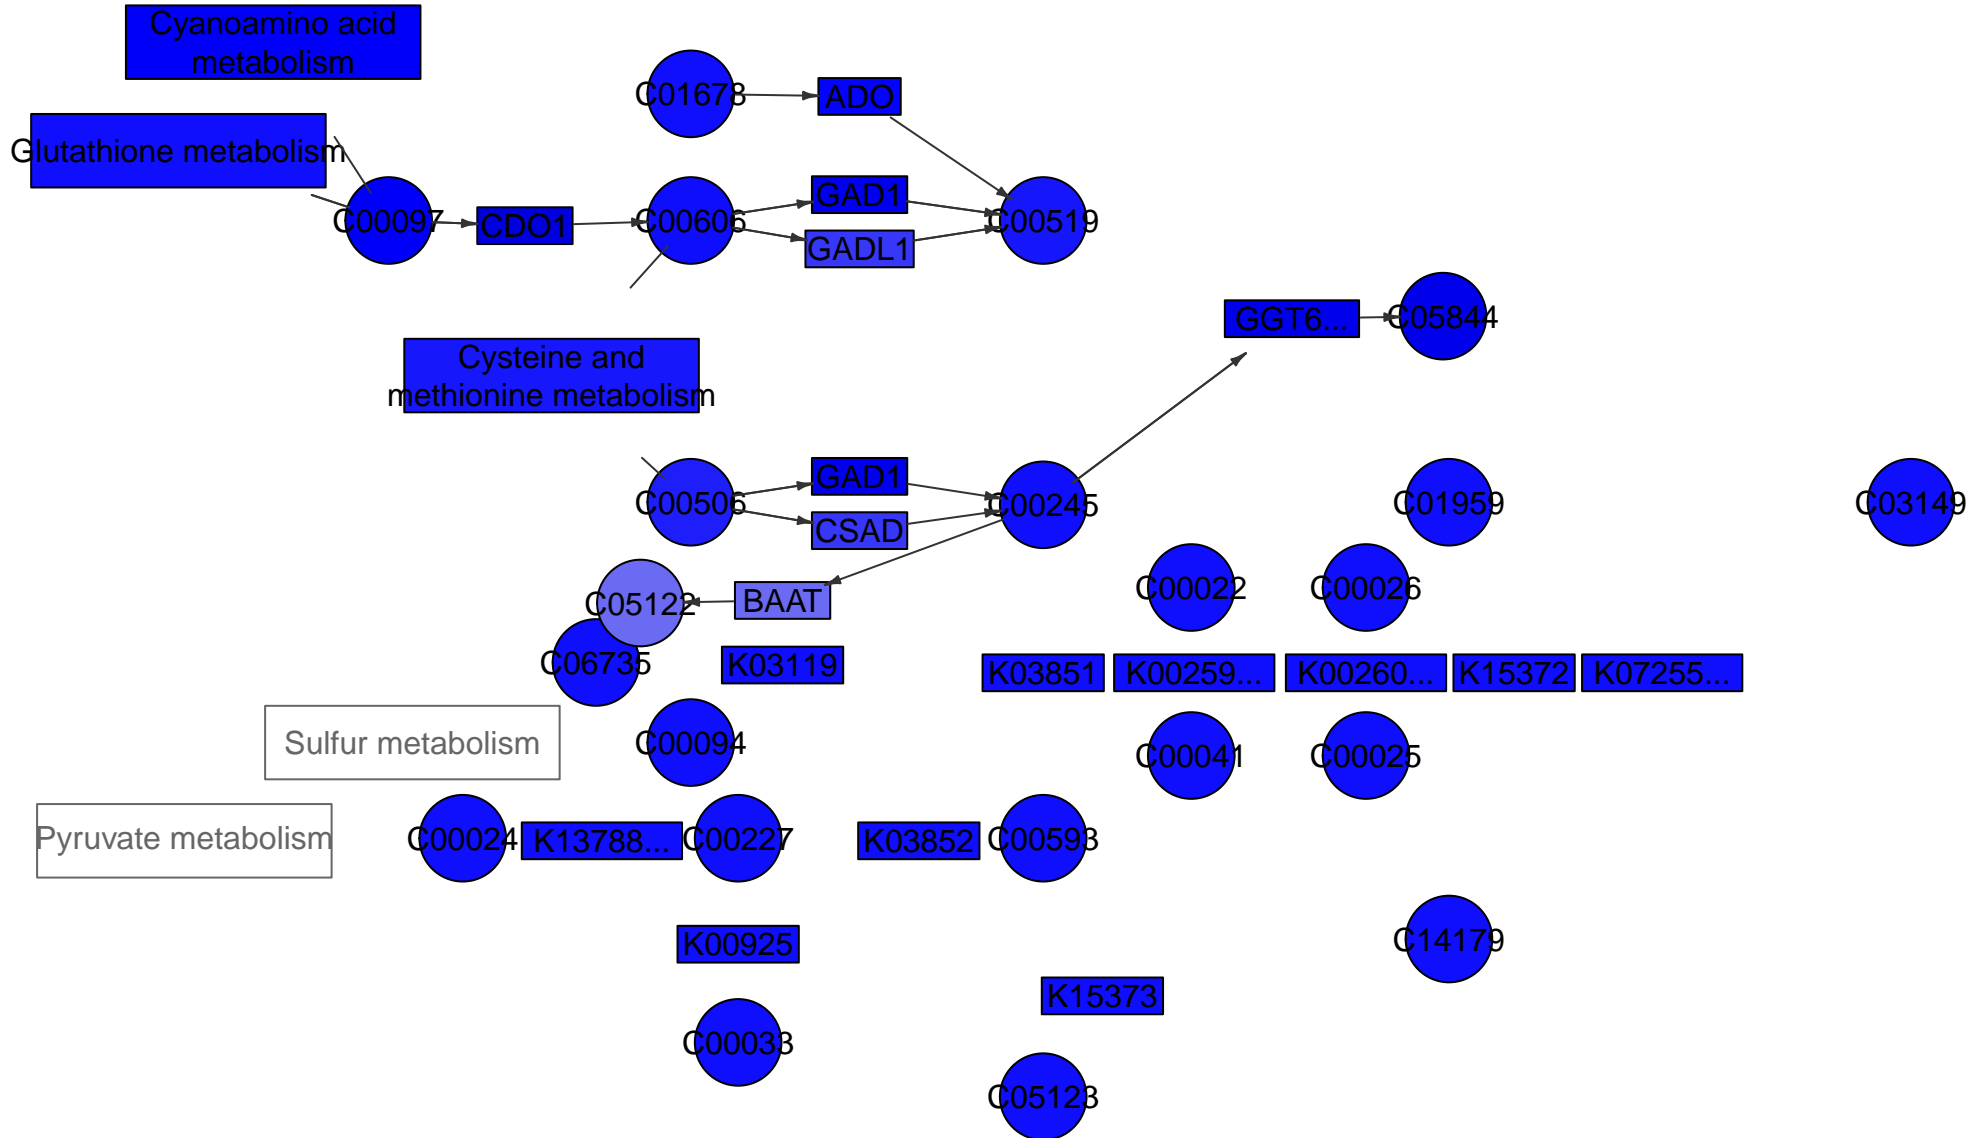 Cyanoamino acid
metabolism
C01678
ADO
Glutathione metabolism
C00097
CDO1
C00606
GAD1
GADL1
C00519
GGT6...
C05844
Cysteine and
methionine metabolism
C00506
GAD1
CSAD
C00245
C01959
C03149
C05122
BAAT
C00022
C00026
C06735
K03119
K03851
K00259...
K00260...
K15372
K07255...
Sulfur metabolism
C00094
C00041
C00025
Pyruvate metabolism
C00024
K13788...
C00227
K03852
C00593
K00925
C14179
K15373
C00033
C05123